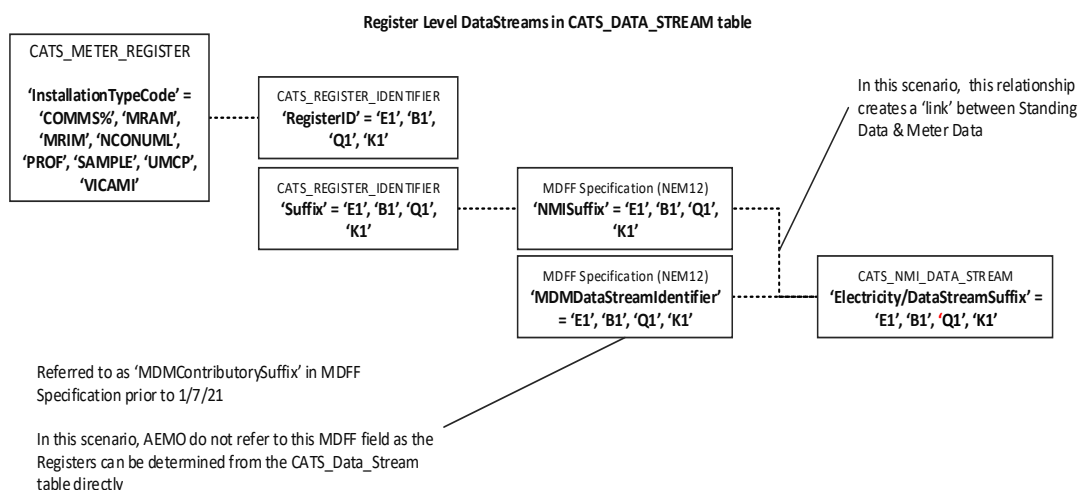 Register Level DataStreams in CATS_DATA_STREAM table
CATS_METER_REGISTER
‘InstallationTypeCode’ =
‘COMMS%’, ‘MRAM’,
‘MRIM’, ‘NCONUML’,
‘PROF’, ‘SAMPLE’, ‘UMCP’,
‘VICAMI’
CATS_REGISTER_IDENTIFIER
‘RegisterID’ = ‘E1’, ‘B1’,
‘Q1’, ‘K1’
In this scenario, this relationship
creates a ‘link’ between Standing
Data & Meter Data
CATS_REGISTER_IDENTIFIER
‘Suffix’ = ‘E1’, ‘B1’, ‘Q1’,
‘K1’
MDFF Specification (NEM12)
‘NMISuffix’ = ‘E1’, ‘B1’, ‘Q1’,
‘K1’
MDFF Specification (NEM12)
‘MDMDataStreamIdentifier’
= ‘E1’, ‘B1’, ‘Q1’, ‘K1’
CATS_NMI_DATA_STREAM
‘Electricity/DataStreamSuffix’ =
‘E1’, ‘B1’, ‘Q1’, ‘K1’
Referred to as ‘MDMContributorySuffix’ in MDFF
Specification prior to 1/7/21
In this scenario, AEMO do not refer to this MDFF field as the
Registers can be determined from the CATS_Data_Stream
table directly